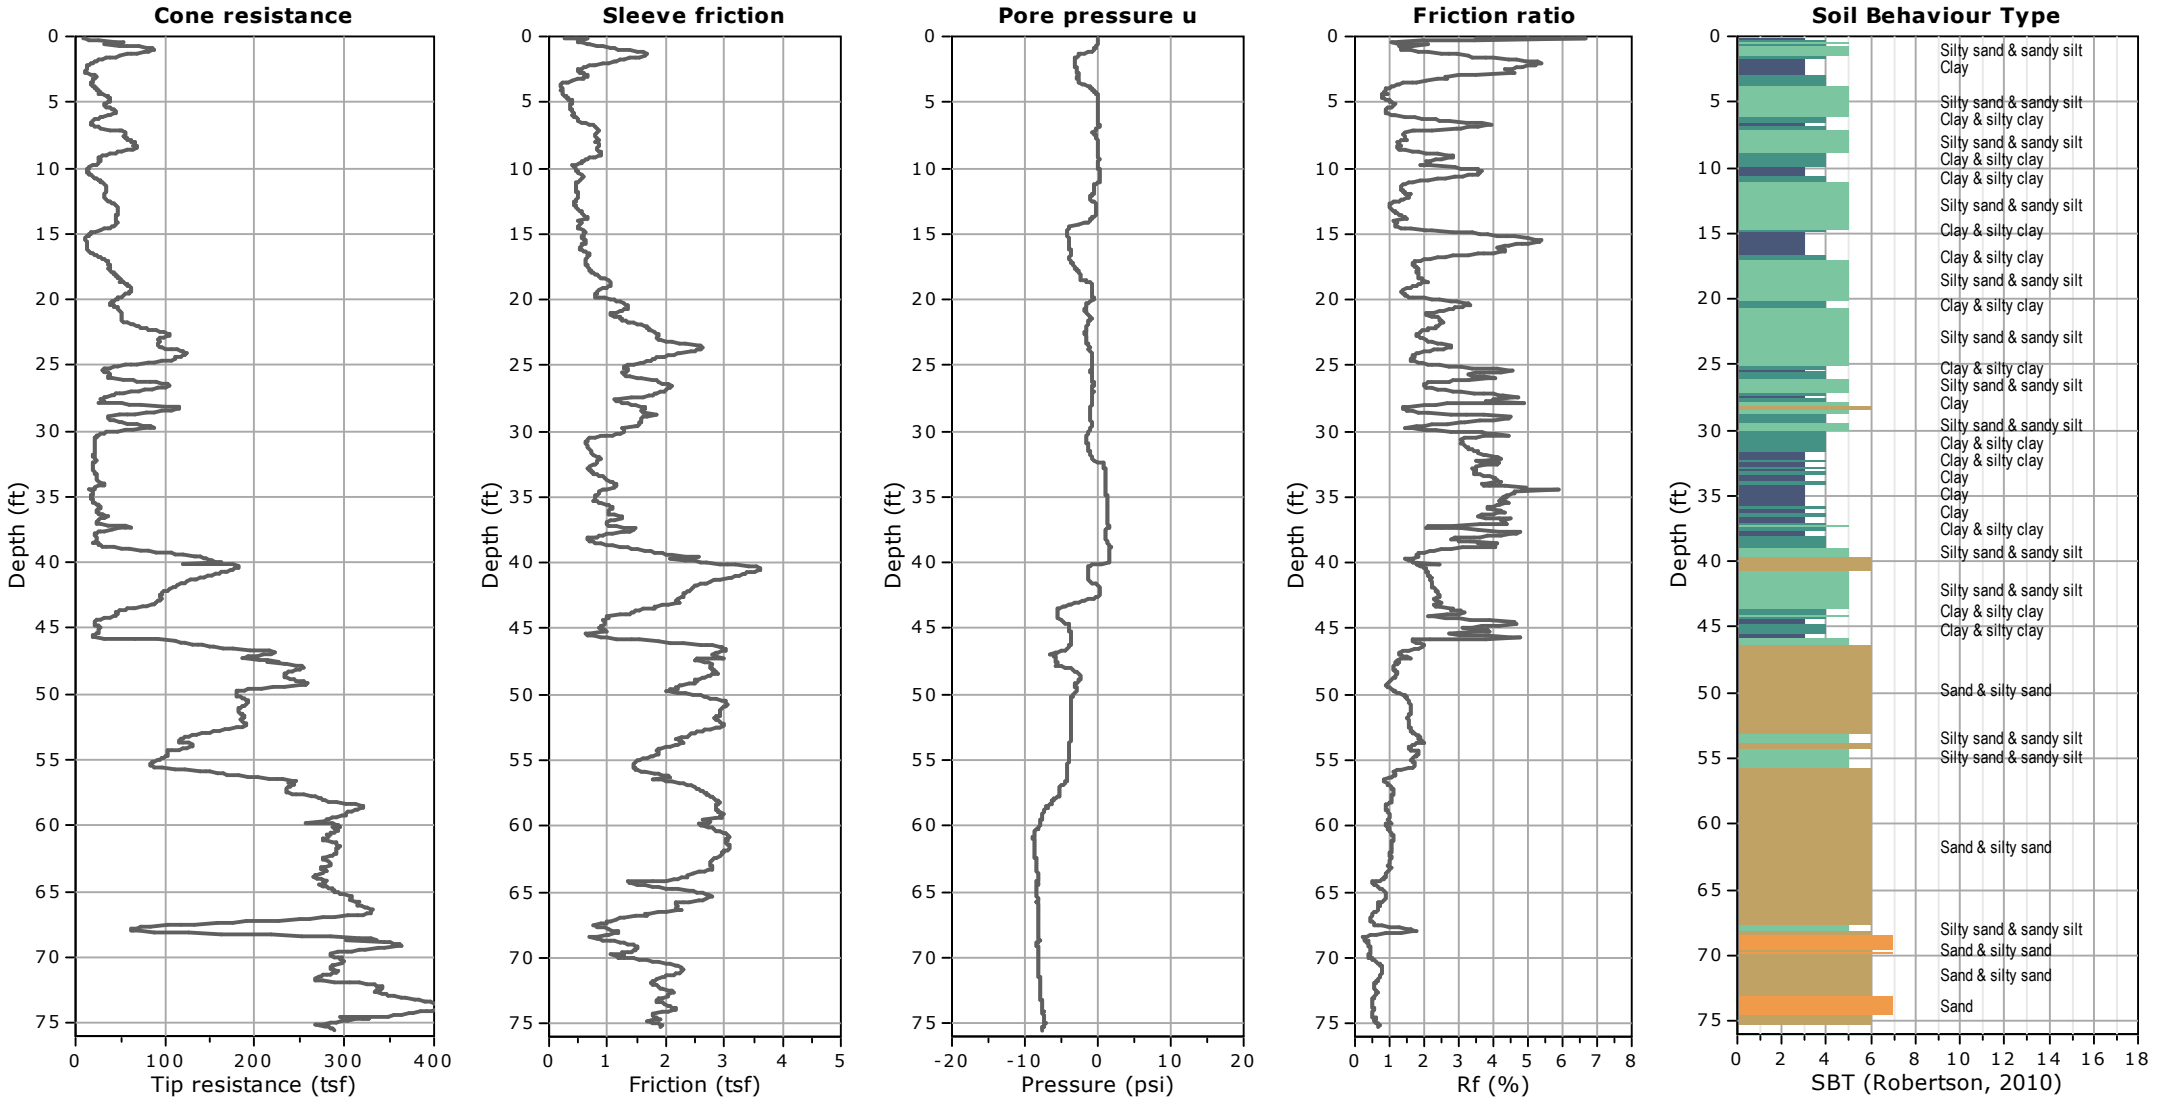 Cone resistance
0
5
10
15
20
25
30
35
40
45
50
55
60
65
70
75
Depth (ft)
0 100 200 300 400
Tip resistance (tsf)
Sleeve friction
0
5
10
15
20
25
30
35
40
45
50
55
60
65
70
75
Depth (ft)
0 1 2 3 4 5
Friction (tsf)
Pore pressure u
0
5
10
15
20
25
30
35
40
45
50
55
60
65
70
75
Depth (ft)
-20 -10 0 10 20
Pressure (psi)
Friction ratio
0
5
10
15
20
25
30
35
40
45
50
55
60
65
70
75
Depth (ft)
0 1 2 3 4 5 6 7 8
Rf (%)
Soil Behaviour Type
0
5
10
15
20
25
30
35
40
45
50
55
60
65
70
75
Depth (ft)
Silty sand & sandy silt
Clay
Silty sand & sandy silt
Clay & silty clay
Silty sand & sandy silt
Clay & silty clay
Clay & silty clay
Silty sand & sandy silt
Clay & silty clay
Clay & silty clay
Silty sand & sandy silt
Clay & silty clay
Silty sand & sandy silt
Clay & silty clay
Silty sand & sandy silt
Clay
Silty sand & sandy silt
Clay & silty clay
Clay & silty clay
Clay
Clay
Clay
Clay & silty clay
Silty sand & sandy silt
Silty sand & sandy silt
Clay & silty clay
Clay & silty clay
Sand & silty sand
Silty sand & sandy silt
Silty sand & sandy silt
Sand & silty sand
Silty sand & sandy silt
Sand & silty sand
Sand & silty sand
Sand
0 2 4 6 8 10 12 14 16 18
SBT (Robertson, 2010)